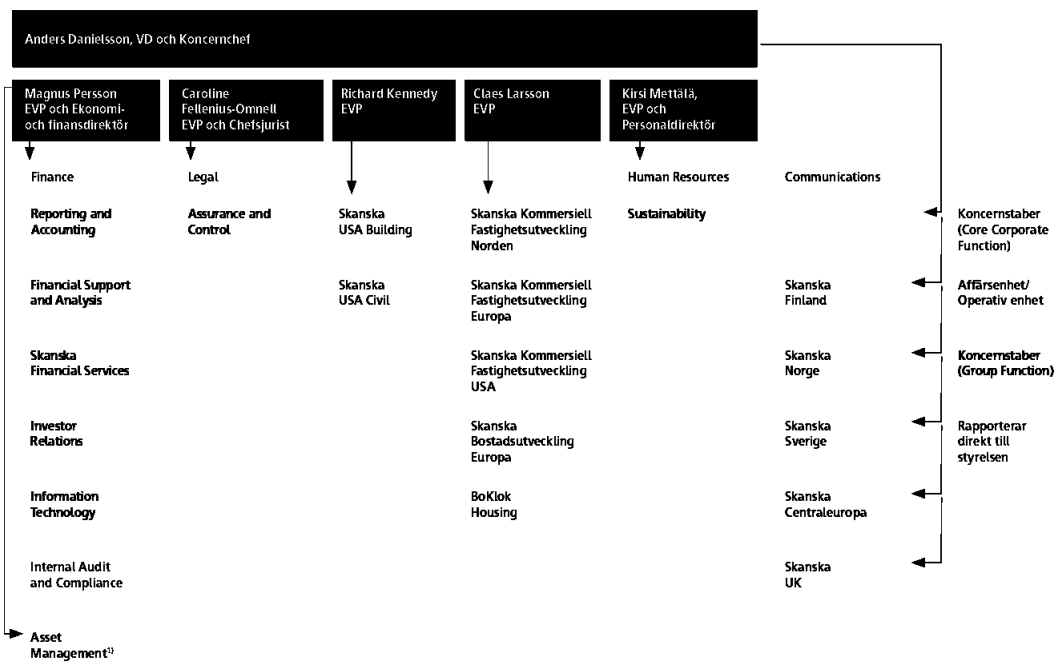 Anders Danielsson, VD och Koncernchef
Magnus Persson
EVP och Ekonomi-
och finansdirektör
Caroline
Fellenius-Omnell
EVP och Chefsjurist
Richard Kennedy
EVP
Claes Larsson
EVP
Kirsi Mettälä,
EVP och
Personaldirektör
Finance
Legal
Human Resources
Communications
Reporting and
Accounting
Assurance and
Control
Skanska
USA Building
Skanska Kommersiell
Fastighetsutveckling
Norden
Sustainability
Koncernstaber
(Core Corporate
Function)
Financial Support
and Analysis
Skanska
USA Civil
Skanska Kommersiell
Fastighetsutveckling
Europa
Skanska
Finland
Affärsenhet/
Operativ enhet
Skanska
Financial Services
Skanska Kommersiell
Fastighetsutveckling
USA
Skanska
Norge
Koncernstaber
(Group Function)
Investor
Relations
Skanska
Bostadsutveckling
Europa
Skanska
Sverige
Rapporterar
direkt till
styrelsen
Information
Technology
BoKlok
Housing
Skanska
Centraleuropa
Internal Audit
and Compliance
Skanska
UK
Asset
Management¹⁾